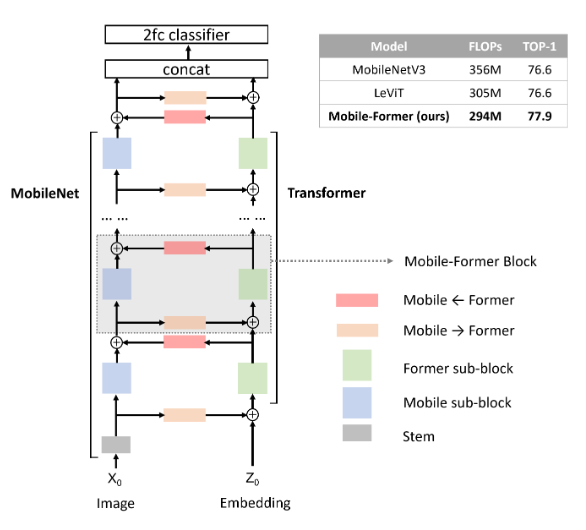 2fc classifier
concat
Model FLOPs TOP-1
MobileNetV3 356M 76.6
LeViT 305M 76.6
Mobile-Former (ours) 294M 77.9
MobileNet
Transformer
... ... ... ...
Mobile-Former Block
Mobile ← Former
Mobile → Former
Former sub-block
Mobile sub-block
Stem
X₀ Z₀
Image Embedding